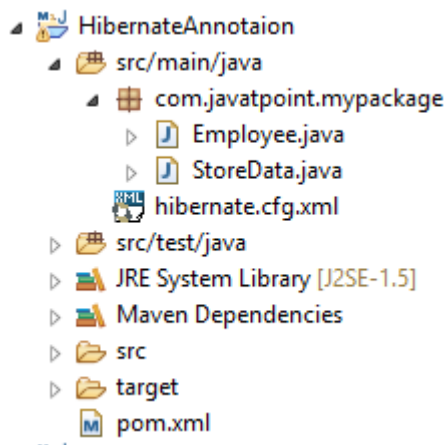 HibernateAnnotaion
src/main/java
com.javatpoint.mypackage
Employee.java
StoreData.java
hibernate.cfg.xml
src/test/java
JRE System Library [J2SE-1.5]
Maven Dependencies
src
target
pom.xml